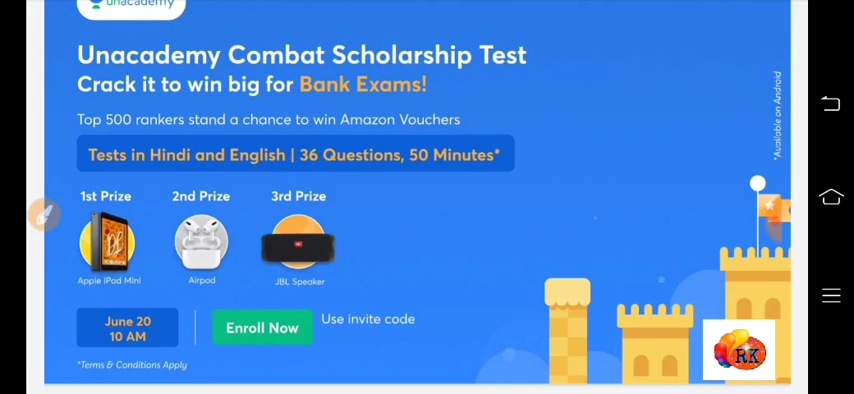 unacademy
Unacademy Combat Scholarship Test
Crack it to win big for Bank Exams!
Top 500 rankers stand a chance to win Amazon Vouchers
Tests in Hindi and English | 36 Questions, 50 Minutes*
*Available on Android
1st Prize 2nd Prize 3rd Prize
Apple IPad Mini Airpod JBL Speaker
June 20
10 AM
Enroll Now
Use invite code
*Terms & Conditions Apply
RK